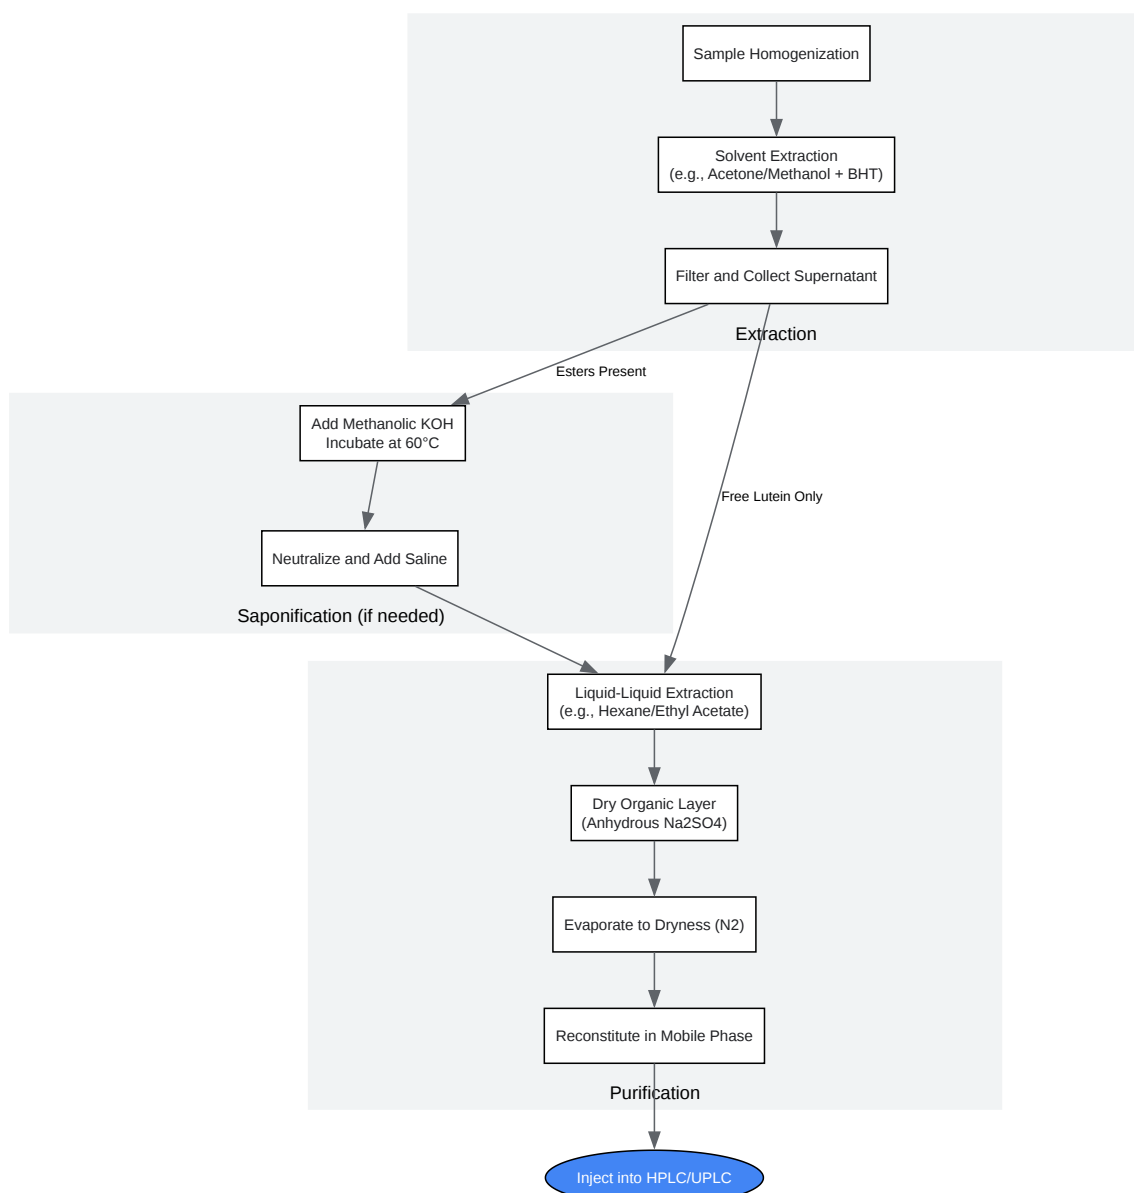 Sample Homogenization
Solvent Extraction
(e.g., Acetone/Methanol + BHT)
Filter and Collect Supernatant
Extraction
Esters Present
Add Methanolic KOH
Incubate at 60°C
Free Lutein Only
Neutralize and Add Saline
Saponification (if needed)
Liquid-Liquid Extraction
(e.g., Hexane/Ethyl Acetate)
Dry Organic Layer
(Anhydrous Na2SO4)
Evaporate to Dryness (N2)
Reconstitute in Mobile Phase
Purification
Inject into HPLC/UPLC